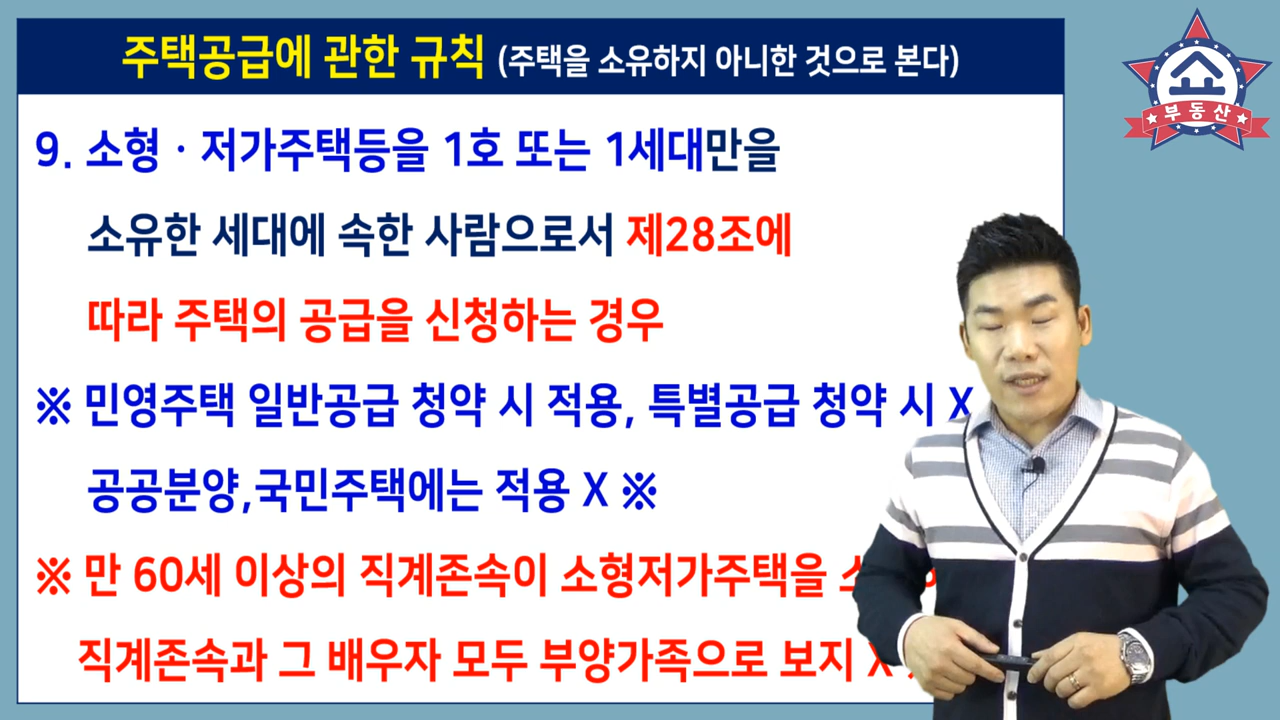 주택공급에 관한 규칙 (주택을 소유하지 아니한 것으로 본다)
9. 소형 · 저가주택등을 1호 또는 1세대만을
소유한 세대에 속한 사람으로서 제28조에
따라 주택의 공급을 신청하는 경우
※ 민영주택 일반공급 청약 시 적용, 특별공급 청약 시 X
공공분양,국민주택에는 적용 X ※
※ 만 60세 이상의 직계존속이 소형저가주택을
직계존속과 그 배우자 모두 부양가족으로 보지 X
부동산